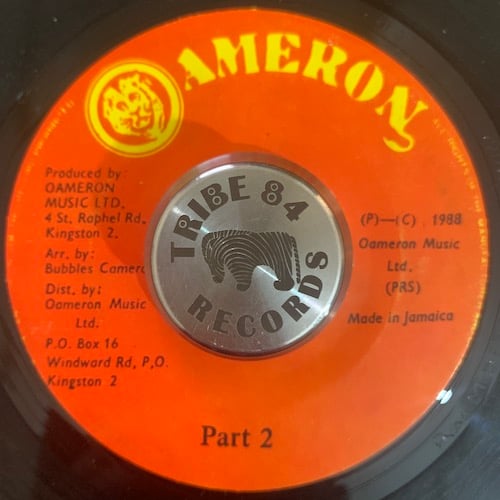 OAMERON
Produced by:
OAMERON
MUSIC LTD,
4 St, Rophel Rd,
Kingston 2,
Arr. by:
Bubbles Camerc
Dist. by:
Oameron Music
Ltd.
P.O. Box 16
Windward Rd, P,O.
Kingston 2
TRIBE 84
RECORDS
(P)—(C) 1988
Oameron Music
Ltd.
(PRS)
Made in Jamaica
Part 2